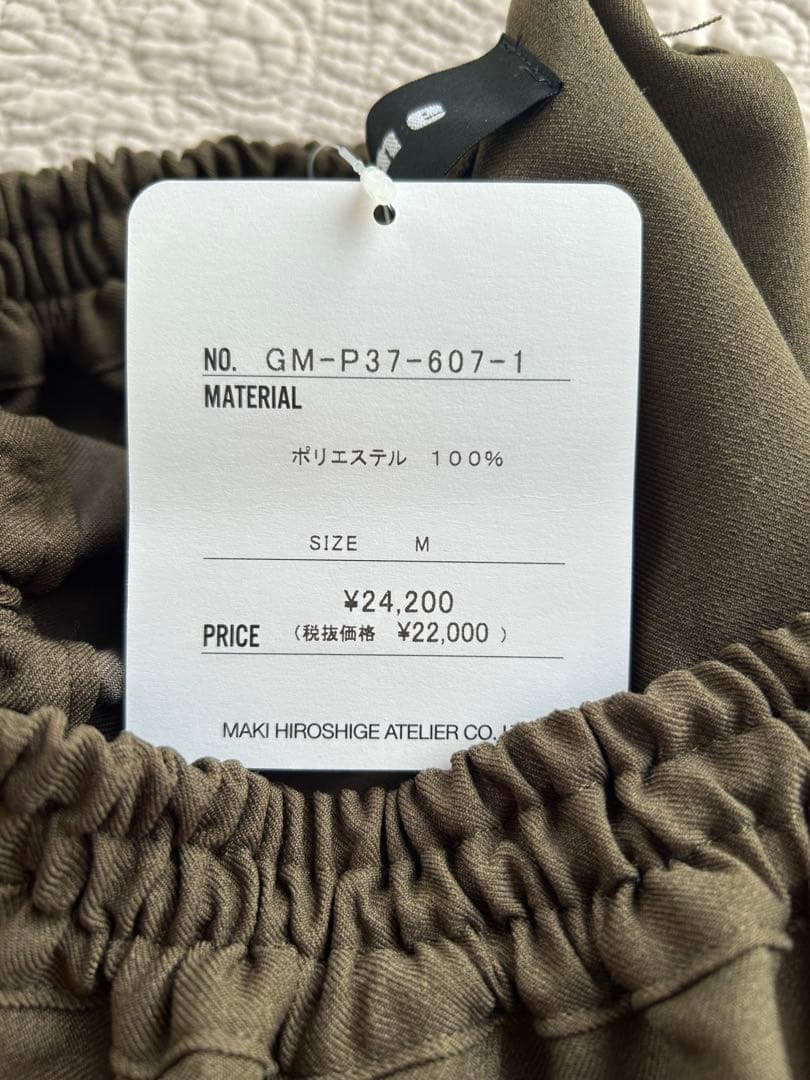 NO. GM-P37-607-1
MATERIAL
ポリエステル 100%
SIZE M
¥24,200
PRICE (税抜価格 ¥22,000 )
MAKI HIROSHIGE ATELIER CO.